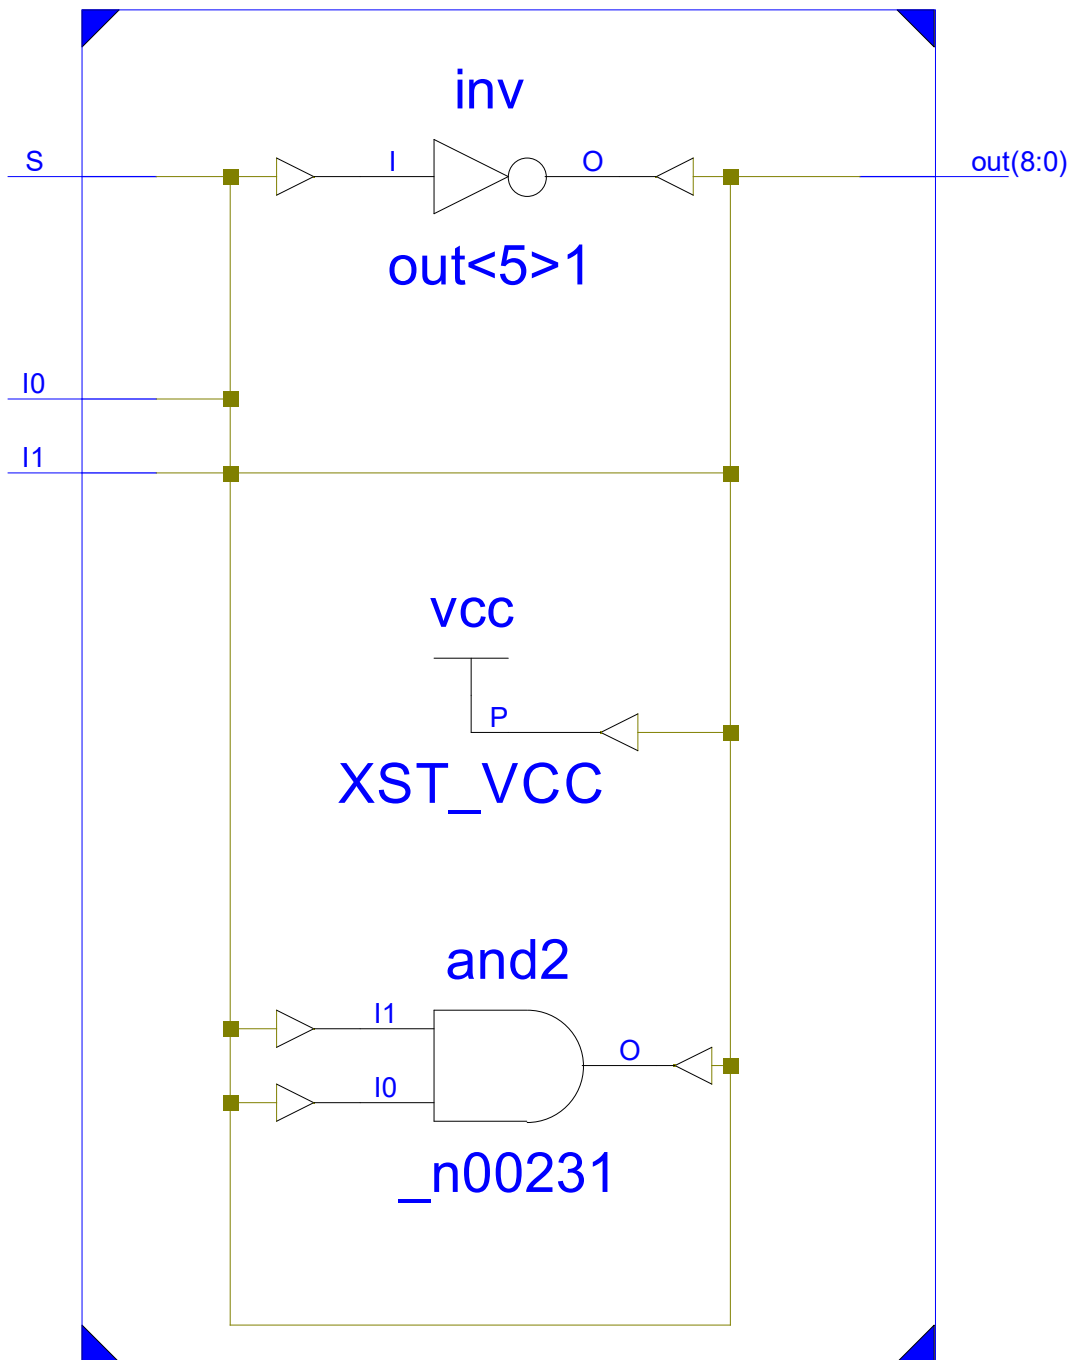 inv
S
I
O
out(8:0)
out<5>1
I0
I1
vcc
P
XST_VCC
and2
I1
O
I0
_n00231